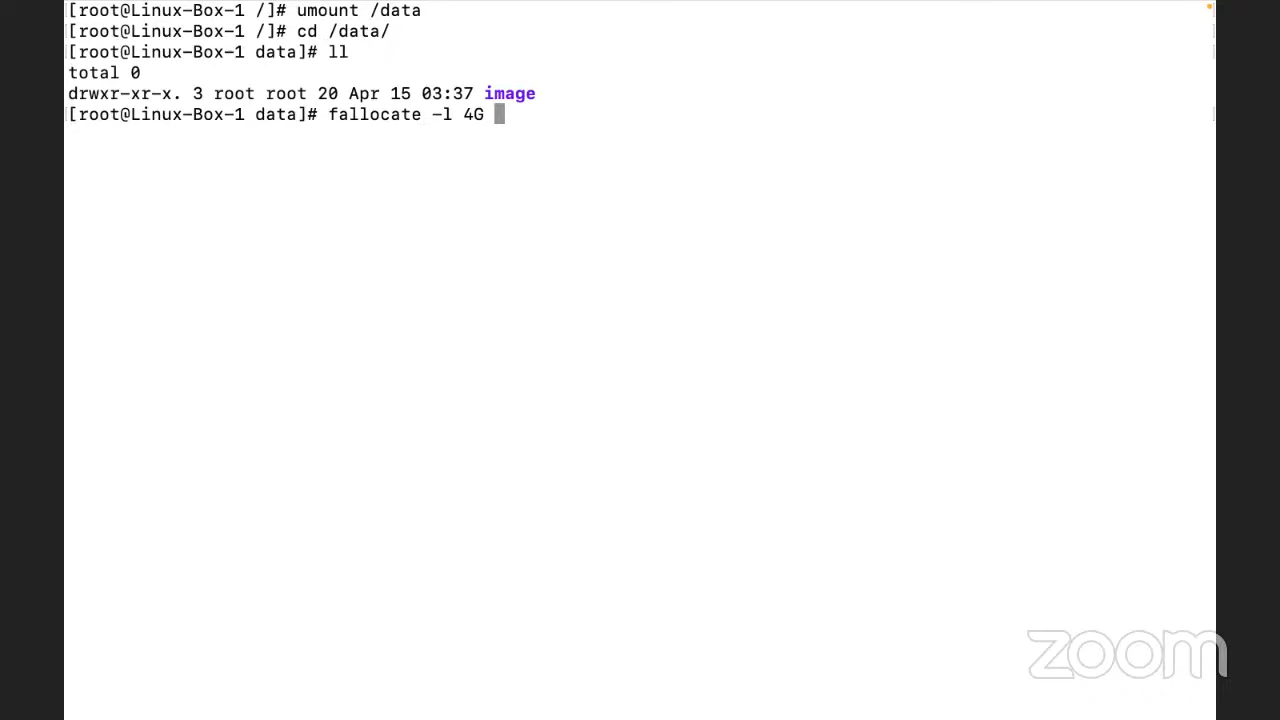 [root@Linux-Box-1 /]# umount /data
[root@Linux-Box-1 /]# cd /data/
[root@Linux-Box-1 data]# ll
total 0
drwxr-xr-x. 3 root root 20 Apr 15 03:37 image
[root@Linux-Box-1 data]# fallocate -l 4G
zoom